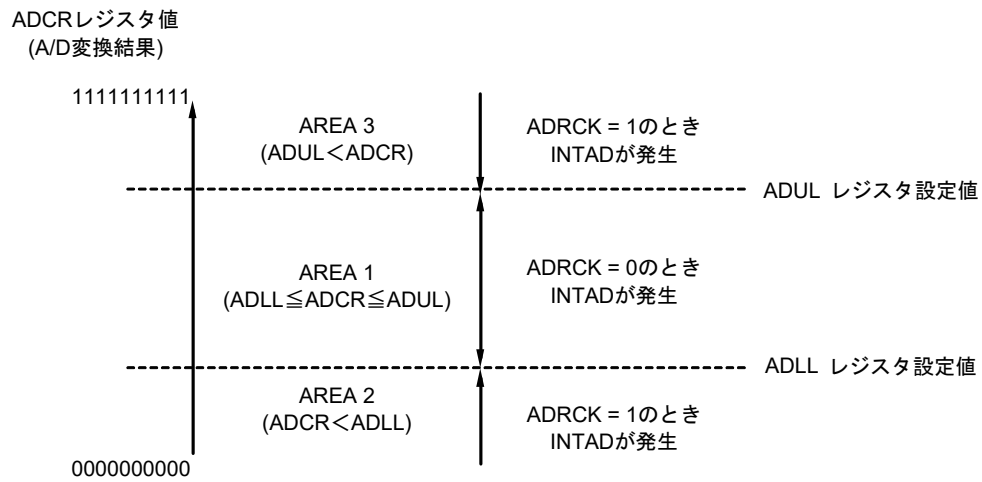 ADCRレジスタ値
(A/D変換結果)
1111111111
AREA 3
(ADUL＜ADCR)
ADRCK = 1のとき
INTADが発生
ADUL レジスタ設定値
AREA 1
(ADLL≦ADCR≦ADUL)
ADRCK = 0のとき
INTADが発生
ADLL レジスタ設定値
AREA 2
(ADCR＜ADLL)
ADRCK = 1のとき
INTADが発生
0000000000